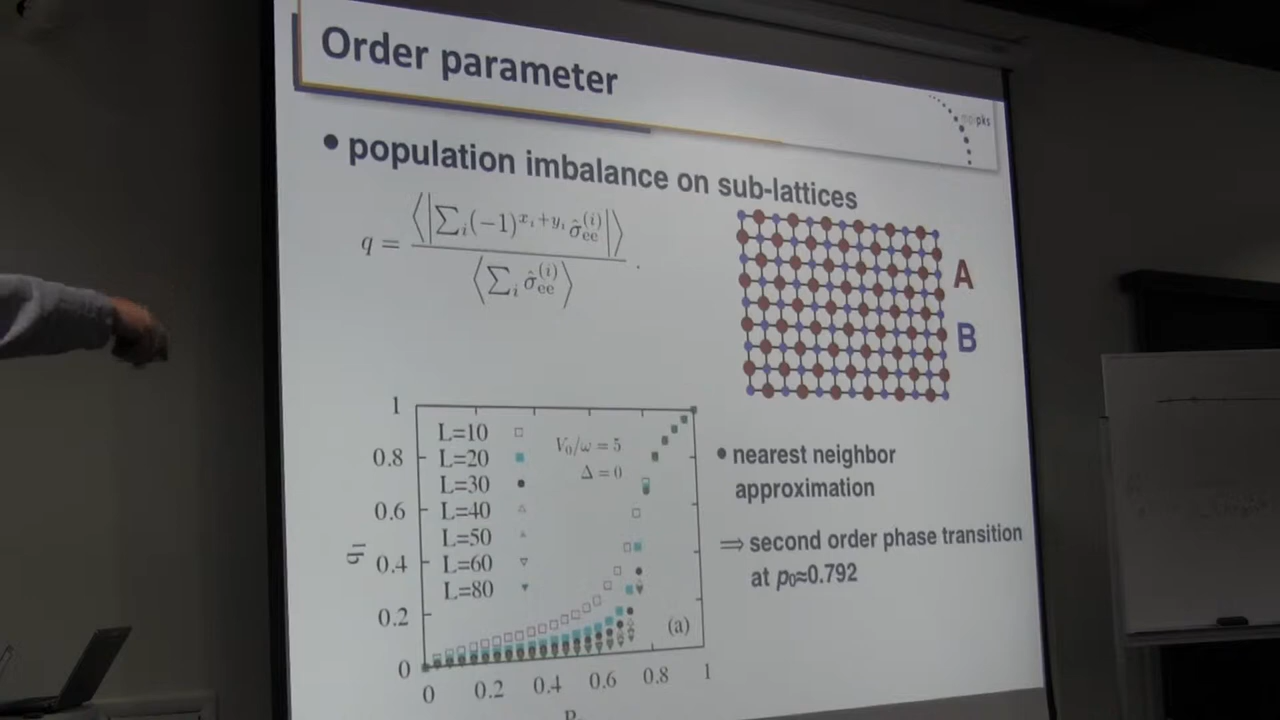 Order parameter
pks
• population imbalance on sub-lattices
q = ⟨|∑ᵢ(−1)^{xᵢ+yᵢ} σ̂ₑₑ⁽ⁱ⁾|⟩ / ⟨∑ᵢ σ̂ₑₑ⁽ⁱ⁾⟩ .
A
B
1
0.8
0.6
0.4
0.2
0
L=10
L=20
L=30
L=40
L=50
L=60
L=80
V₀/ω = 5
Δ = 0
(a)
0 0.2 0.4 0.6 0.8 1
• nearest neighbor
approximation
⟹ second order phase transition
at p₀≈0.792